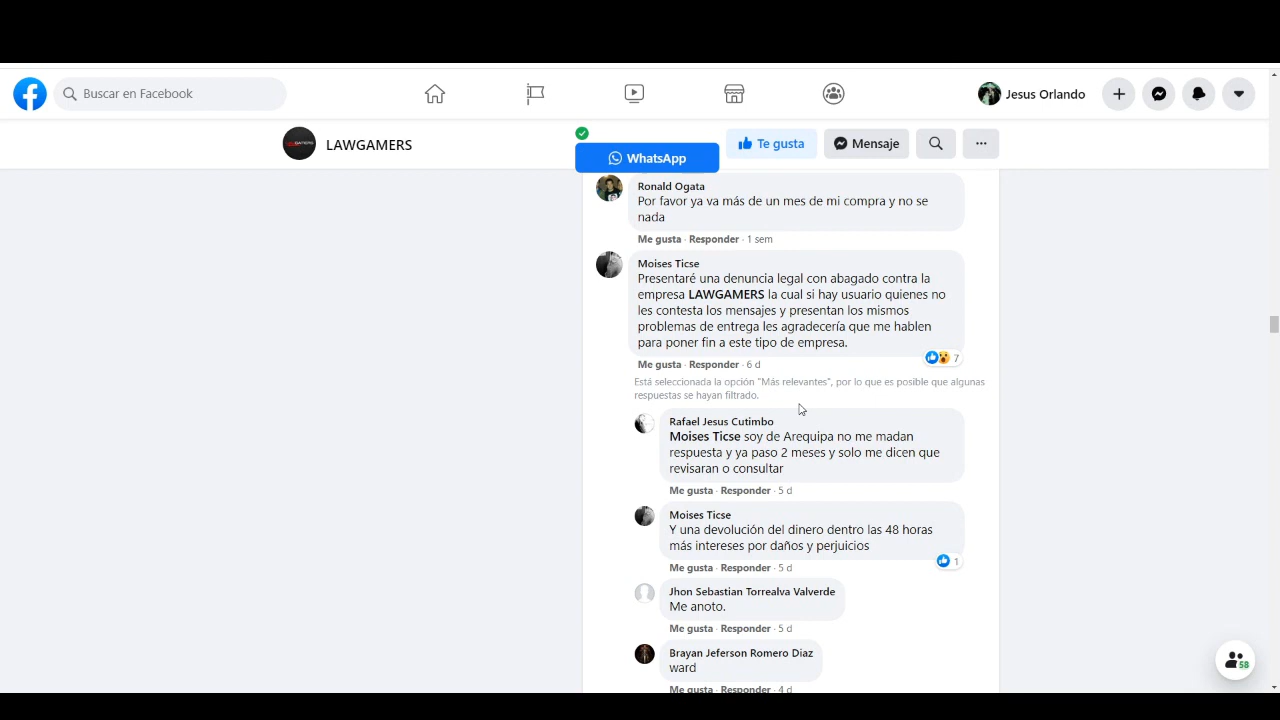 Buscar en Facebook
Jesus Orlando
LAWGAMERS
WhatsApp
Te gusta
Mensaje
Ronald Ogata
Por favor ya va más de un mes de mi compra y no se
nada
Me gusta · Responder · 1 sem
Moises Ticse
Presentaré una denuncia legal con abagado contra la
empresa LAWGAMERS la cual sí hay usuario quienes no
les contesta los mensajes y presentan los mismos
problemas de entrega les agradecería que me hablen
para poner fin a este tipo de empresa.
7
Me gusta · Responder · 6 d
Está seleccionada la opción "Más relevantes", por lo que es posible que algunas
respuestas se hayan filtrado.
Rafael Jesus Cutimbo
Moises Ticse soy de Arequipa no me madan
respuesta y ya paso 2 meses y solo me dicen que
revisaran o consultar
Me gusta · Responder · 5 d
Moises Ticse
Y una devolución del dinero dentro las 48 horas
más intereses por daños y perjuicios
1
Me gusta · Responder · 5 d
Jhon Sebastian Torrealva Valverde
Me anoto.
Me gusta · Responder · 5 d
Brayan Jeferson Romero Diaz
ward
Me gusta · Responder · 4 d
58